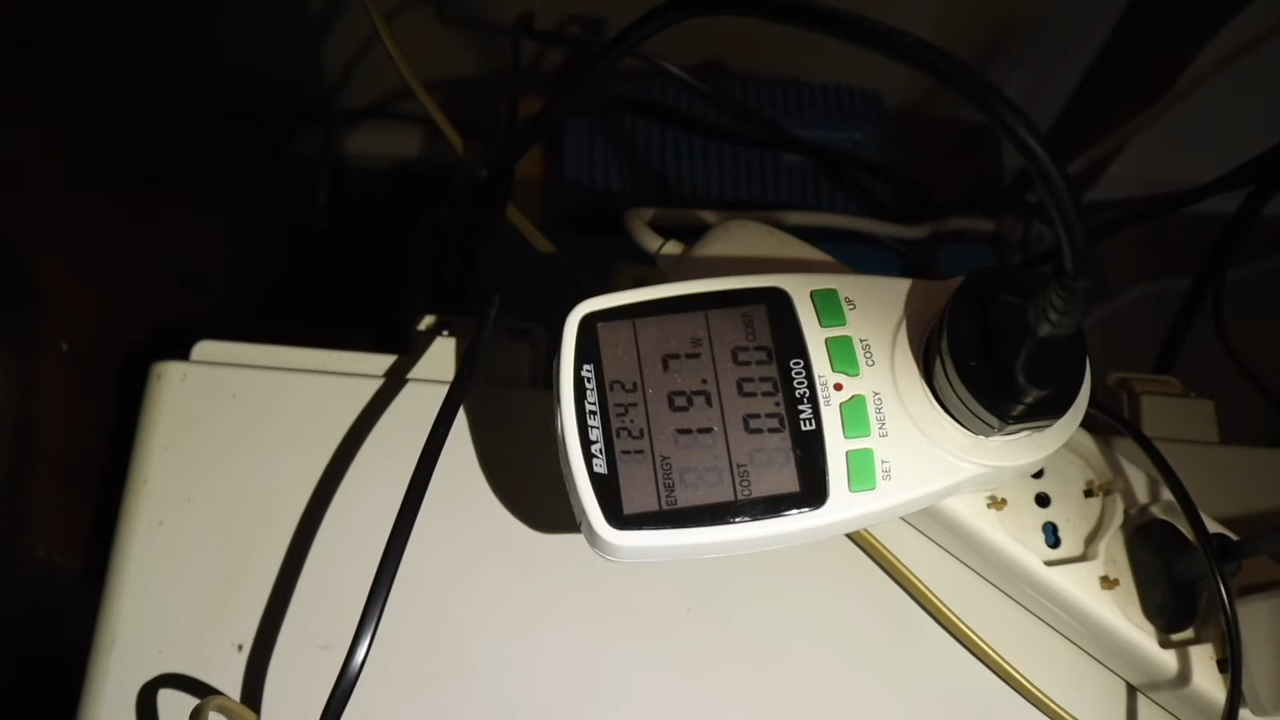 BASETech
12:42
ENERGY
19.7 W
COST
0.00 COST
EM-3000
RESET
SET
ENERGY
COST
UP